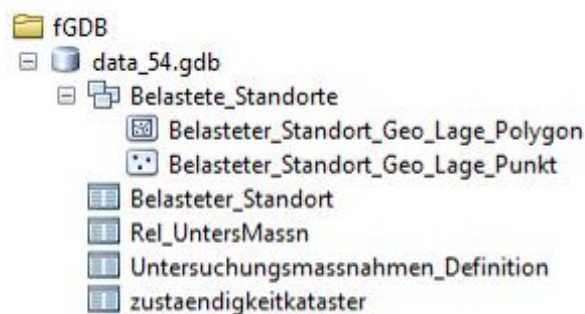 fGDB
data_54.gdb
Belastete_Standorte
Belasteter_Standort_Geo_Lage_Polygon
Belasteter_Standort_Geo_Lage_Punkt
Belasteter_Standort
Rel_UntersMassn
Untersuchungsmassnahmen_Definition
zustaendigkeitkataster